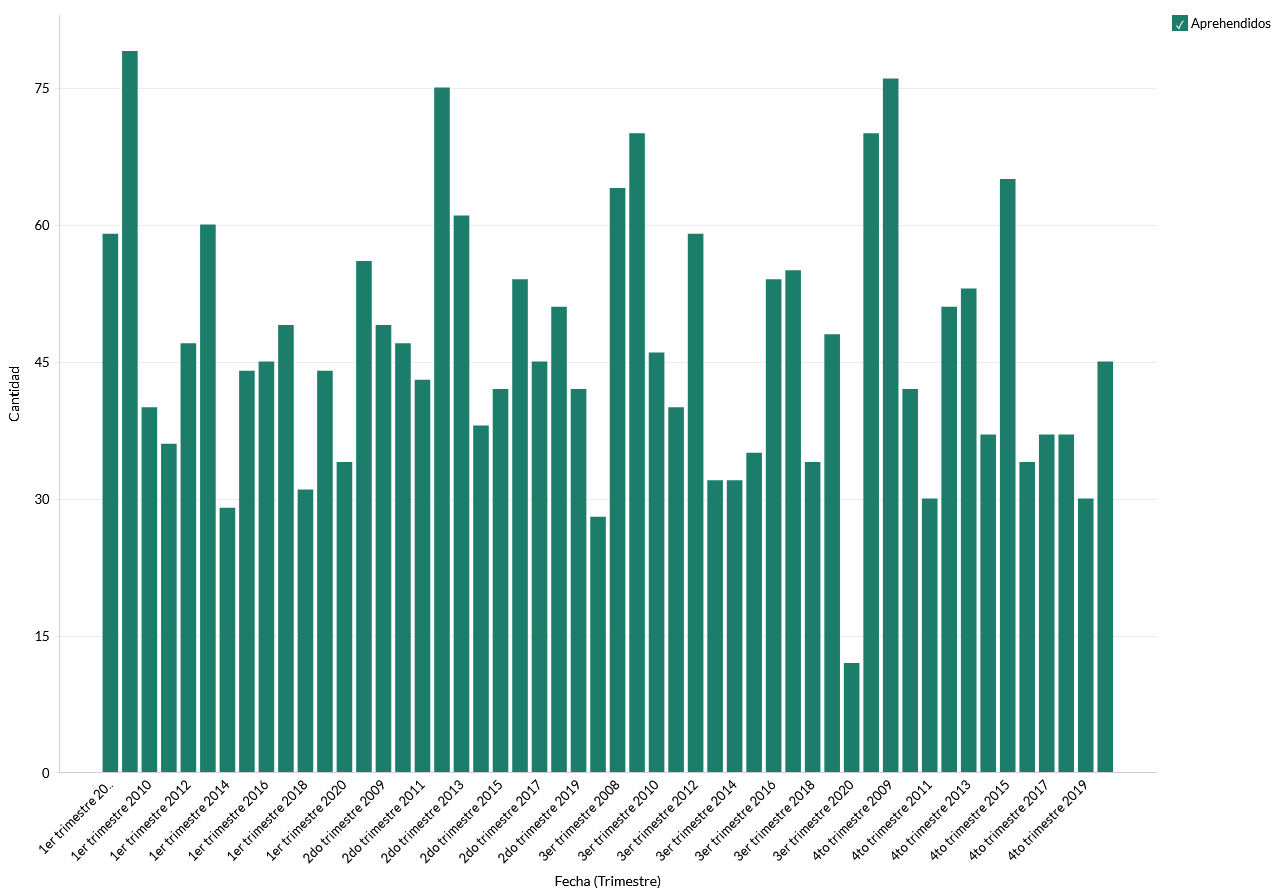 Aprehendidos
75
60
45
30
15
0
Cantidad
1er trimestre 20..
1er trimestre 2010
1er trimestre 2012
1er trimestre 2014
1er trimestre 2016
1er trimestre 2018
1er trimestre 2020
2do trimestre 2009
2do trimestre 2011
2do trimestre 2013
2do trimestre 2015
2do trimestre 2017
2do trimestre 2019
3er trimestre 2008
3er trimestre 2010
3er trimestre 2012
3er trimestre 2014
3er trimestre 2016
3er trimestre 2018
3er trimestre 2020
4to trimestre 2009
4to trimestre 2011
4to trimestre 2013
4to trimestre 2015
4to trimestre 2017
4to trimestre 2019
Fecha (Trimestre)